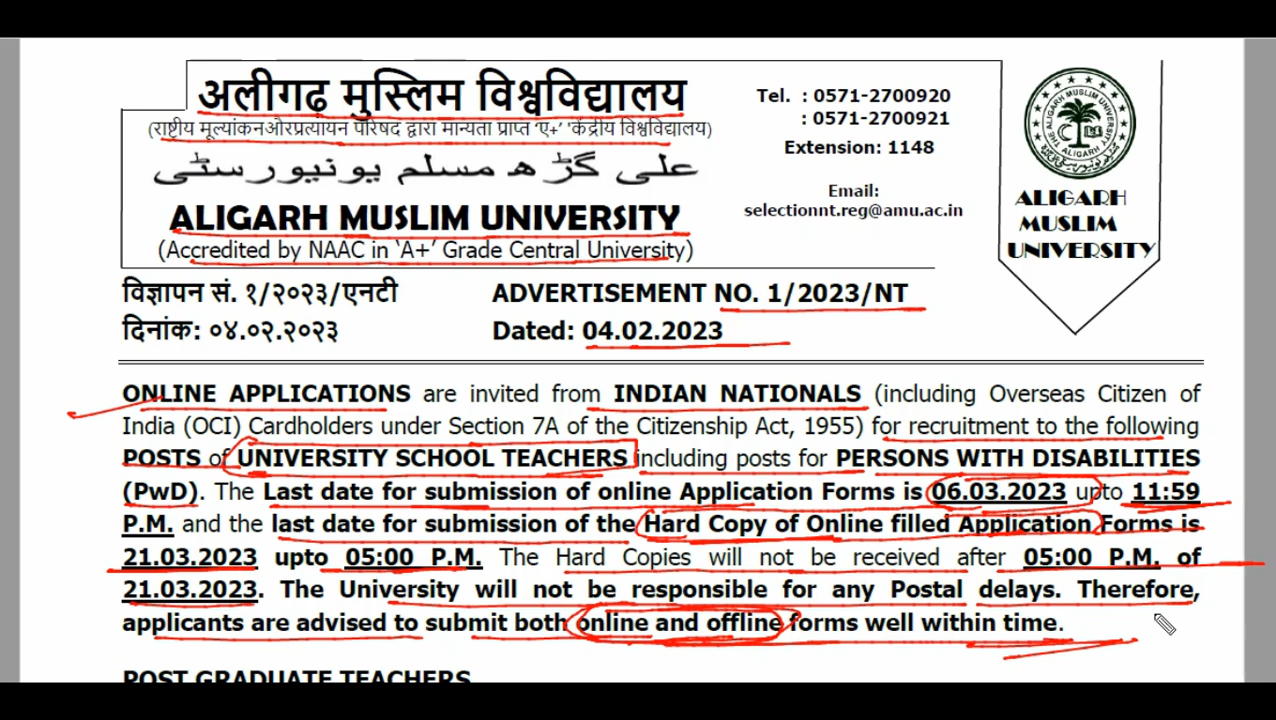 अलीगढ़ मुस्लिम विश्वविद्यालय
(राष्ट्रीय मूल्यांकनऔरप्रत्यायन परिषद द्वारा मान्यता प्राप्त 'ए+' 'केंद्रीय विश्वविद्यालय)
علی گڑھ مسلم یونیورسٹی
ALIGARH MUSLIM UNIVERSITY
(Accredited by NAAC in 'A+' Grade Central University)
Tel. : 0571-2700920
: 0571-2700921
Extension: 1148
Email:
selectionnt.reg@amu.ac.in
THE ALIGARH MUSLIM UNIVERSITY
ALIGARH
ALIGARH
MUSLIM
UNIVERSITY
विज्ञापन सं. १/२०२३/एनटी
ADVERTISEMENT NO. 1/2023/NT
दिनांक: ०४.०२.२०२३
Dated: 04.02.2023
ONLINE APPLICATIONS are invited from INDIAN NATIONALS (including Overseas Citizen of
India (OCI) Cardholders under Section 7A of the Citizenship Act, 1955) for recruitment to the following
POSTS of UNIVERSITY SCHOOL TEACHERS including posts for PERSONS WITH DISABILITIES
(PwD). The Last date for submission of online Application Forms is 06.03.2023 upto 11:59
P.M. and the last date for submission of the Hard Copy of Online filled Application Forms is
21.03.2023 upto 05:00 P.M. The Hard Copies will not be received after 05:00 P.M. of
21.03.2023. The University will not be responsible for any Postal delays. Therefore,
applicants are advised to submit both online and offline forms well within time.
POST GRADUATE TEACHERS